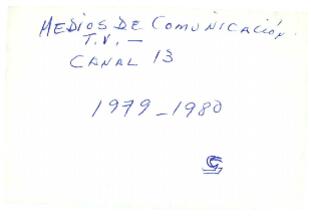 MEDIOS DE COMUNICACIÓN.
T.V. —
CANAL 13
1979-1980